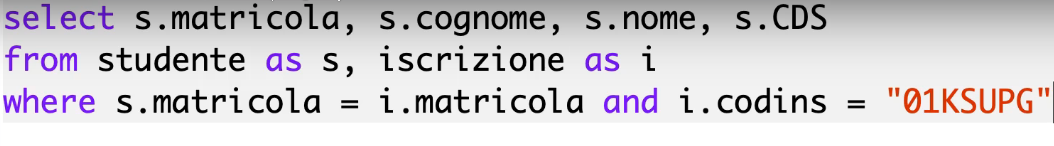 select s.matricola, s.cognome, s.nome, s.CDS
from studente as s, iscrizione as i
where s.matricola = i.matricola and i.codins = "01KSUPG"